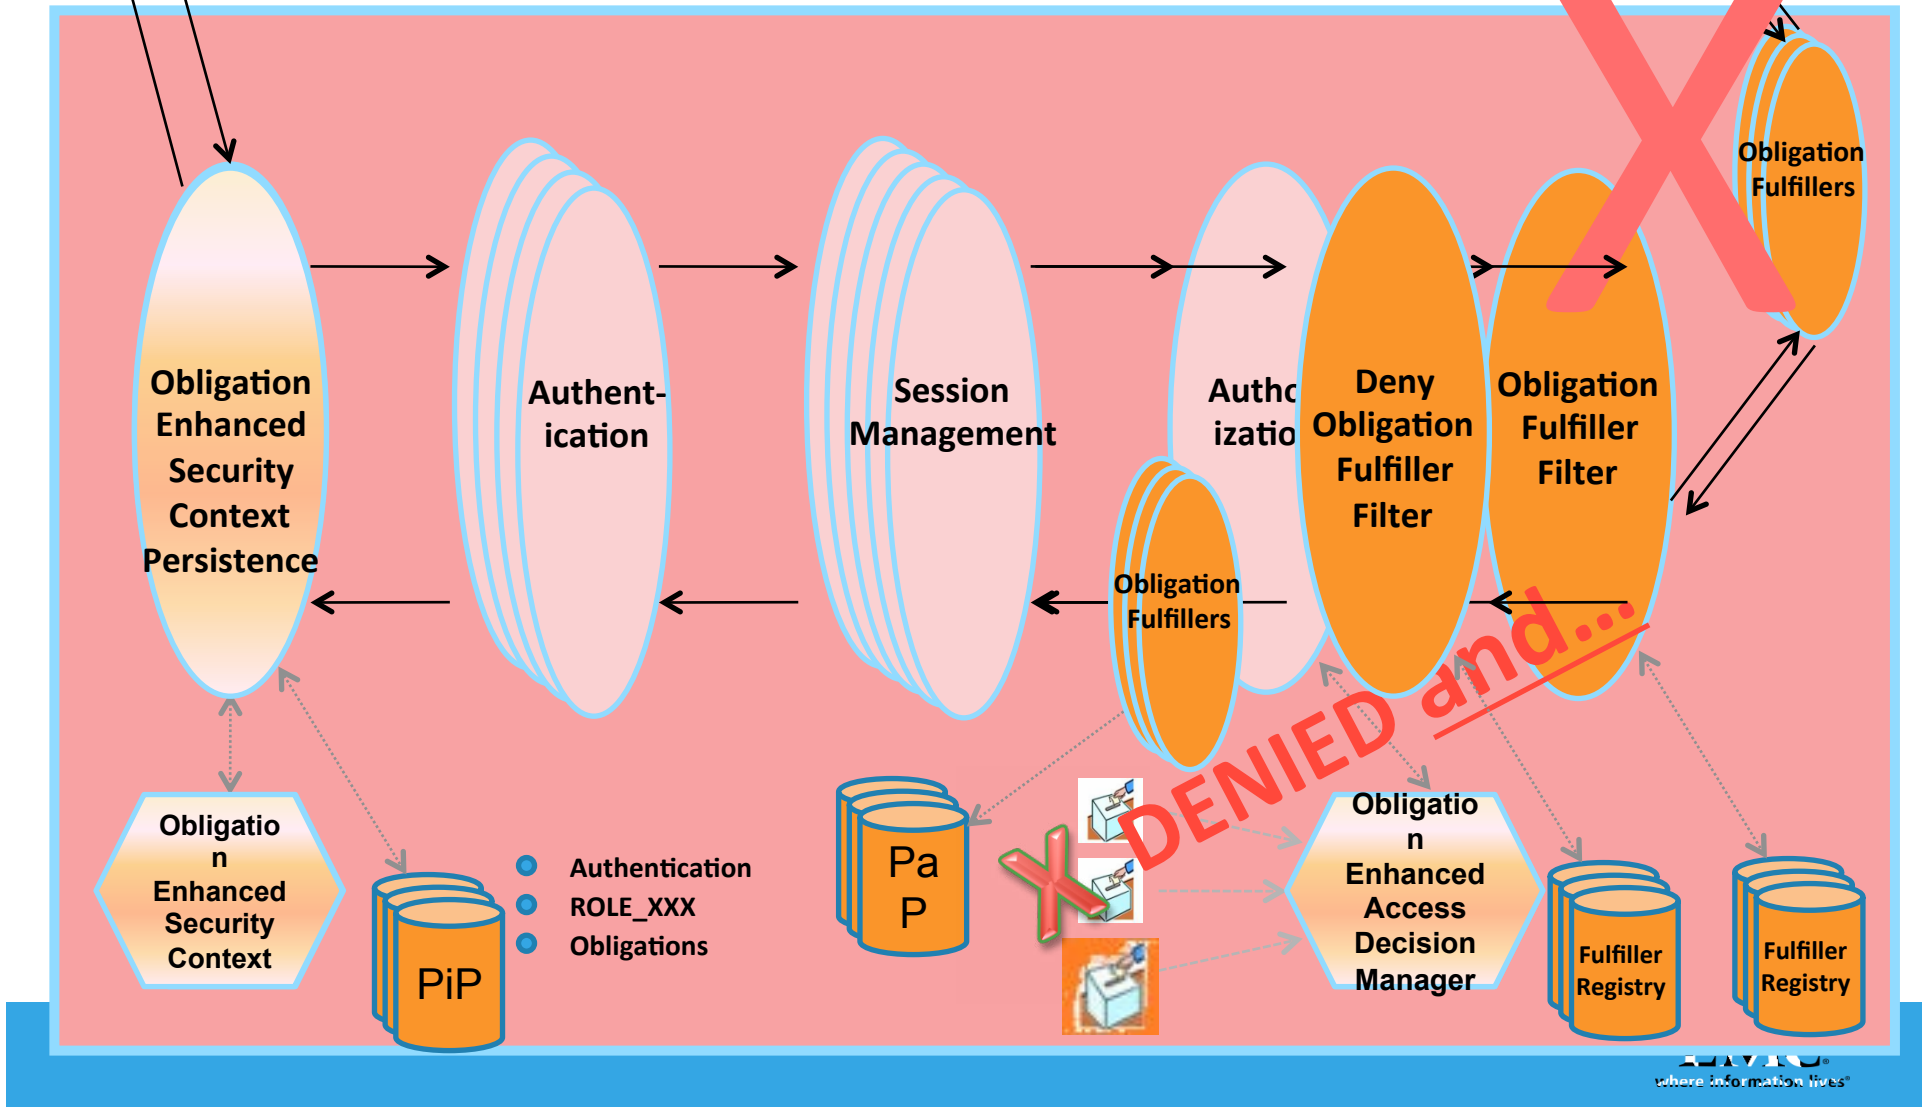 Obligation
Fulfillers
Obligation
Enhanced
Security
Context
Persistence
Authent-
ication
Session
Management
Autho
izatio
Deny
Obligation
Fulfiller
Filter
Obligation
Fulfiller
Filter
Obligation
Fulfillers
DENIED and...
Obligatio
n
Enhanced
Security
Context
PiP
Authentication
ROLE_XXX
Obligations
Pa
P
Obligatio
n
Enhanced
Access
Decision
Manager
Fulfiller
Registry
Fulfiller
Registry
where information lives®